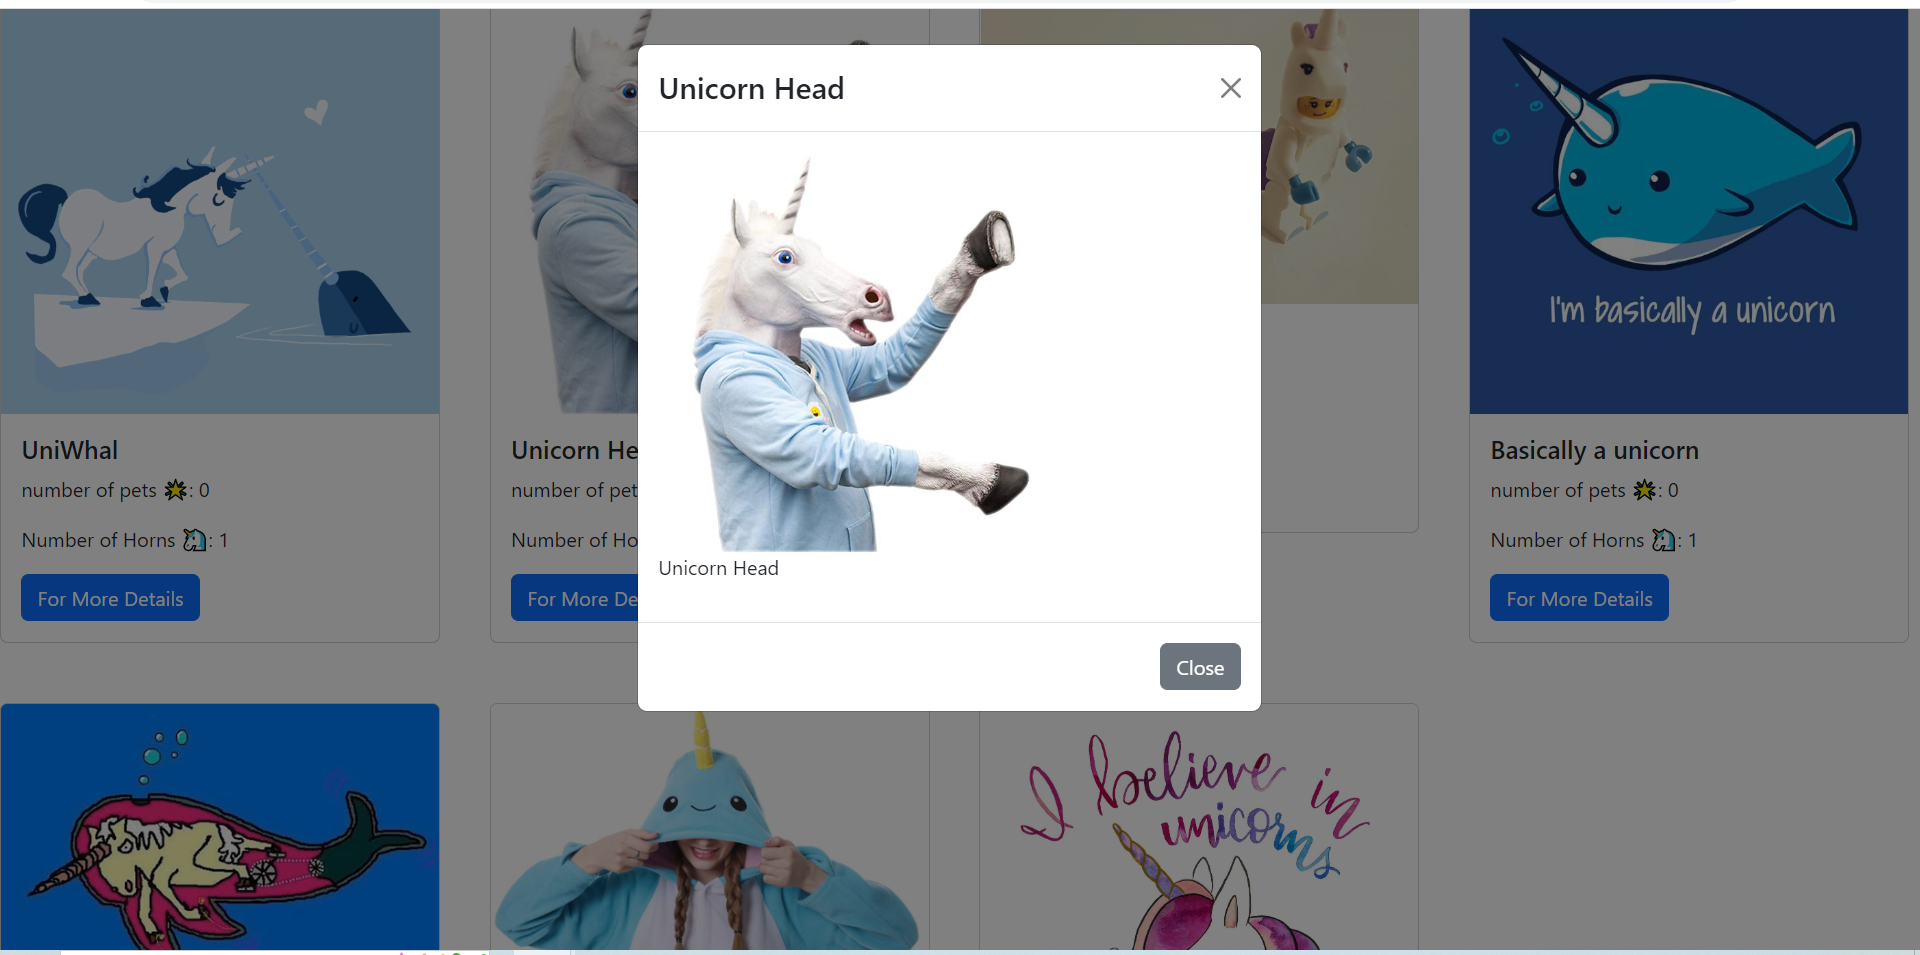 Unicorn Head
Unicorn Head
Close
I'm basically a unicorn
UniWhal
number of pets : 0
Number of Horns : 1
For More Details
Unicorn He
number of pet
Number of Ho
For More De
Basically a unicorn
number of pets : 0
Number of Horns : 1
For More Details
I believe in
unicorns